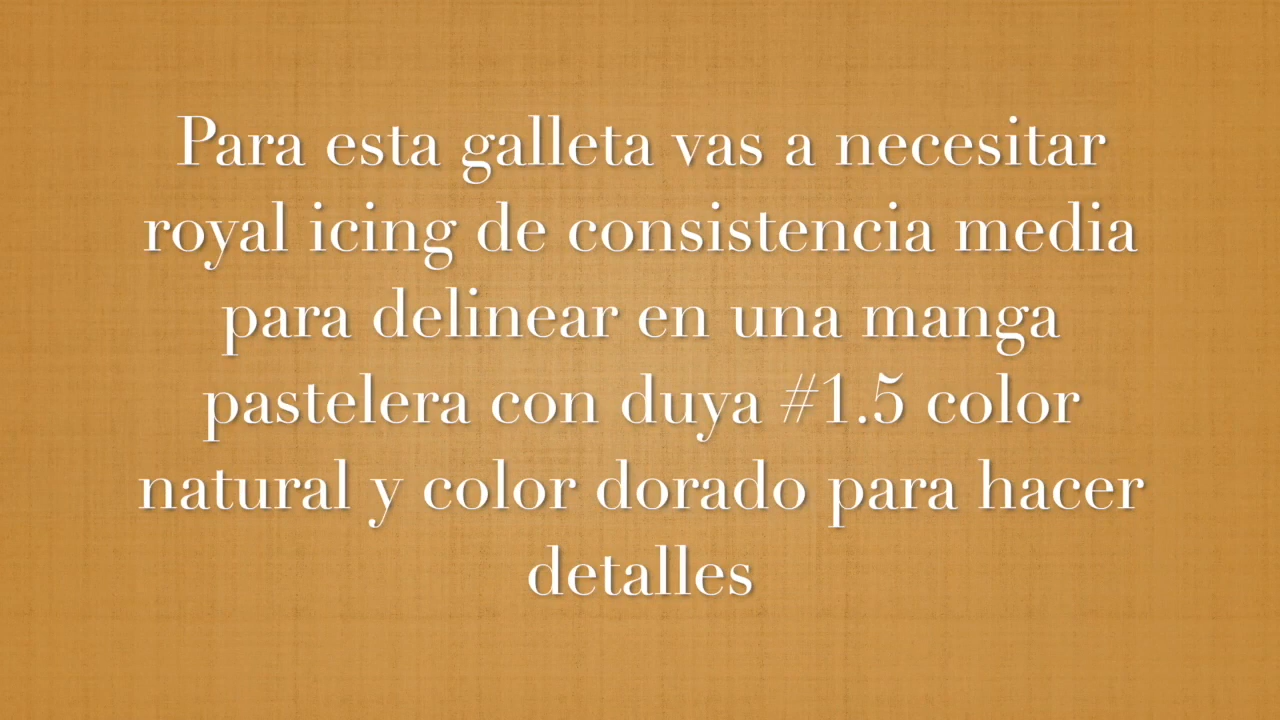 Para esta galleta vas a necesitar
royal icing de consistencia media
para delinear en una manga
pastelera con duya #1.5 color
natural y color dorado para hacer
detalles